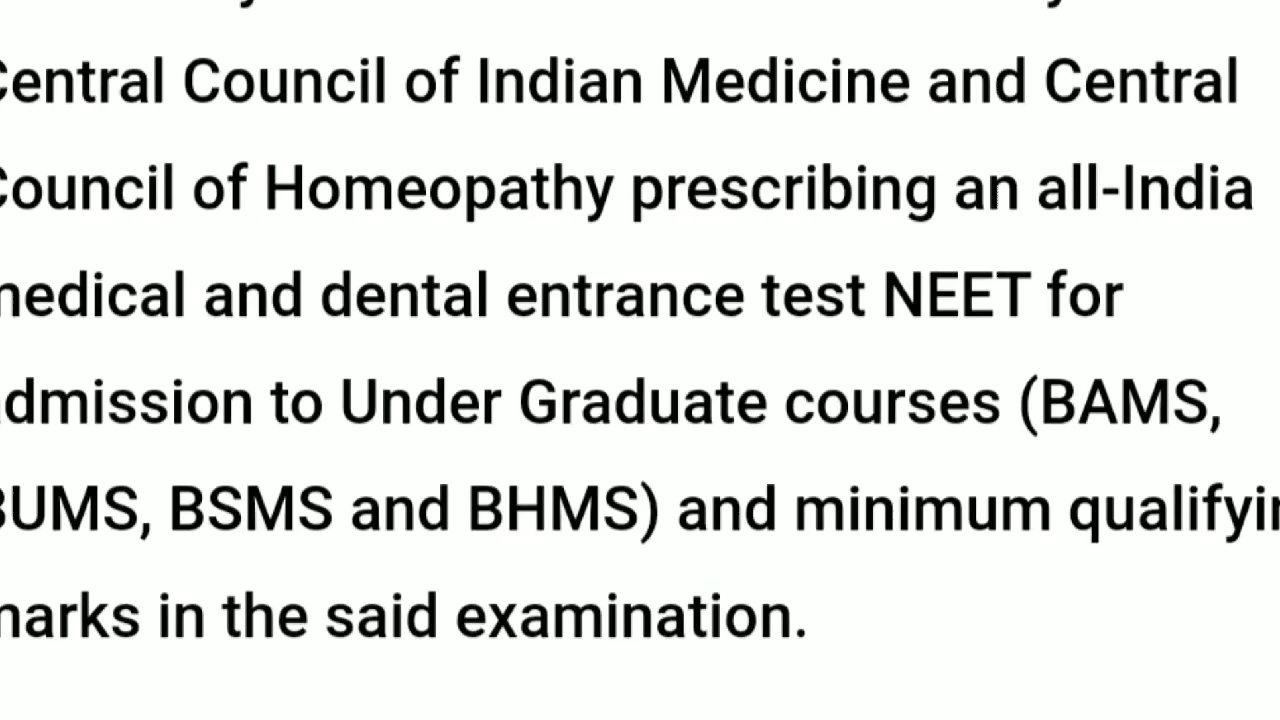 Central Council of Indian Medicine and Central
Council of Homeopathy prescribing an all-India
medical and dental entrance test NEET for
admission to Under Graduate courses (BAMS,
BUMS, BSMS and BHMS) and minimum qualifyin
marks in the said examination.